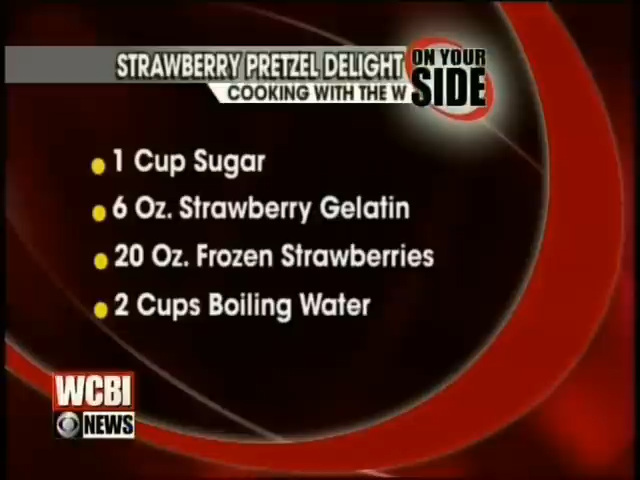 STRAWBERRY PRETZEL DELIGHT
COOKING WITH THE W
ON YOUR
SIDE
1 Cup Sugar
6 Oz. Strawberry Gelatin
20 Oz. Frozen Strawberries
2 Cups Boiling Water
WCBI
NEWS